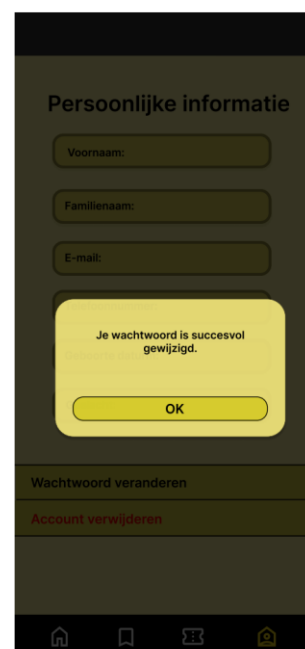 Persoonlijke informatie
Voornaam:
Familienaam:
E-mail:
Je wachtwoord is succesvol
gewijzigd.
OK
Wachtwoord veranderen
Account verwijderen